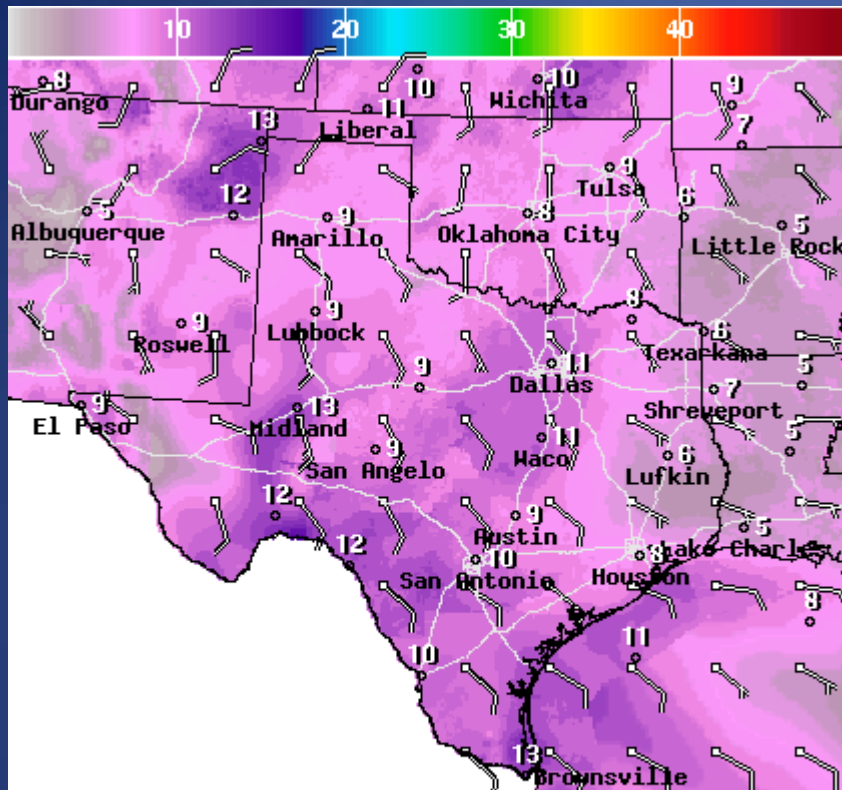 10 20 30 40
8 Durango
10
10 Wichita
9
11 Liberal
13
7
9 Tulsa
5 Albuquerque
12
9 Amarillo
8 Oklahoma City
6
5 Little Rock
9 Roswell
9 Lubbock
8
6 Texarkana
11 Dallas
9
7 Shreveport
5
9 El Paso
13 Midland
9 San Angelo
11 Waco
6 Lufkin
5
12
9 Austin
5 Lake Charles
12
10 San Antonio
8 Houston
8
11
10
13 Brownsville